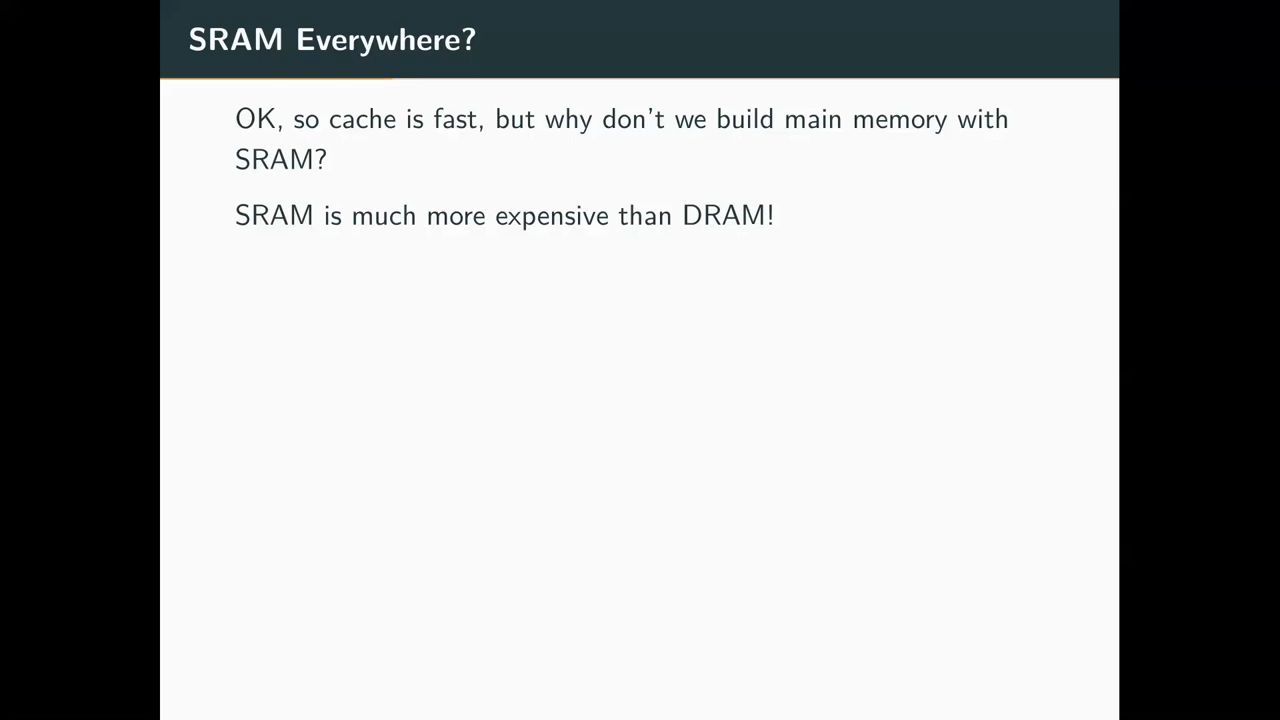 SRAM Everywhere?
OK, so cache is fast, but why don't we build main memory with
SRAM?
SRAM is much more expensive than DRAM!